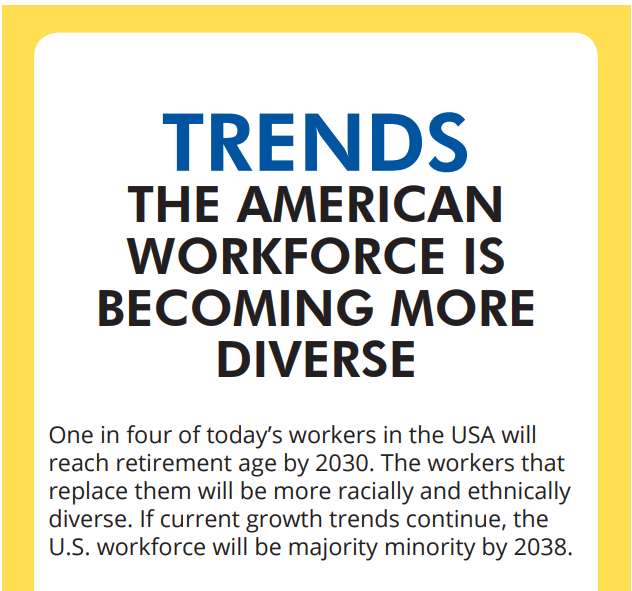 TRENDS
THE AMERICAN
WORKFORCE IS
BECOMING MORE
DIVERSE
One in four of today’s workers in the USA will
reach retirement age by 2030. The workers that
replace them will be more racially and ethnically
diverse. If current growth trends continue, the
U.S. workforce will be majority minority by 2038.